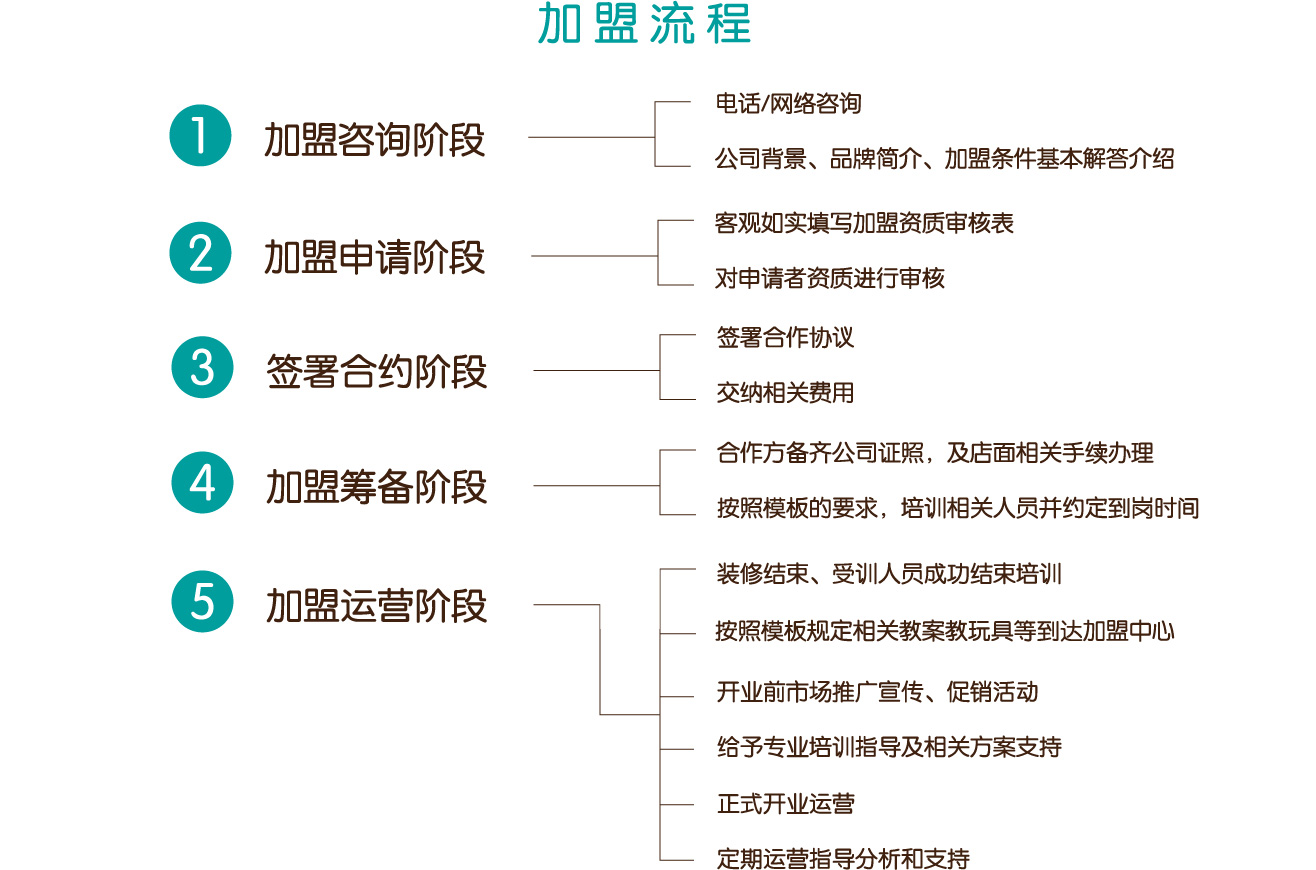 加盟流程
1 加盟咨询阶段
电话/网络咨询
公司背景、品牌简介、加盟条件基本解答介绍
2 加盟申请阶段
客观如实填写加盟资质审核表
对申请者资质进行审核
3 签署合约阶段
签署合作协议
交纳相关费用
4 加盟筹备阶段
合作方备齐公司证照，及店面相关手续办理
按照模板的要求，培训相关人员并约定到岗时间
5 加盟运营阶段
装修结束、受训人员成功结束培训
按照模板规定相关教案教玩具等到达加盟中心
开业前市场推广宣传、促销活动
给予专业培训指导及相关方案支持
正式开业运营
定期运营指导分析和支持